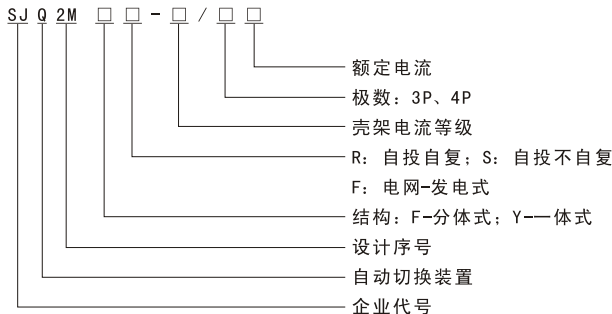 SJ Q 2M □ □ - □ / □ □
额定电流
极数：3P、4P
壳架电流等级
R：自投自复；S：自投不自复
F：电网-发电式
结构：F-分体式；Y-一体式
设计序号
自动切换装置
企业代号